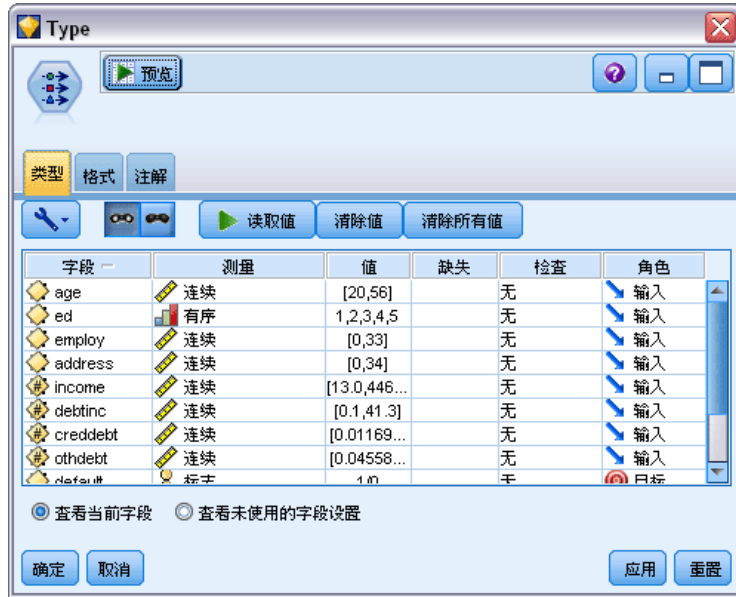 Type
预览
类型 格式 注解
读取值 清除值 清除所有值
字段 测量 值 缺失 检查 角色
age 连续 [20,56] 无 输入
ed 有序 1,2,3,4,5 无 输入
employ 连续 [0,33] 无 输入
address 连续 [0,34] 无 输入
income 连续 [13.0,446... 无 输入
debtinc 连续 [0.1,41.3] 无 输入
creddebt 连续 [0.01169... 无 输入
othdebt 连续 [0.04558... 无 输入
default 标志 1/0 无 目标
查看当前字段 查看未使用的字段设置
确定 取消 应用 重置